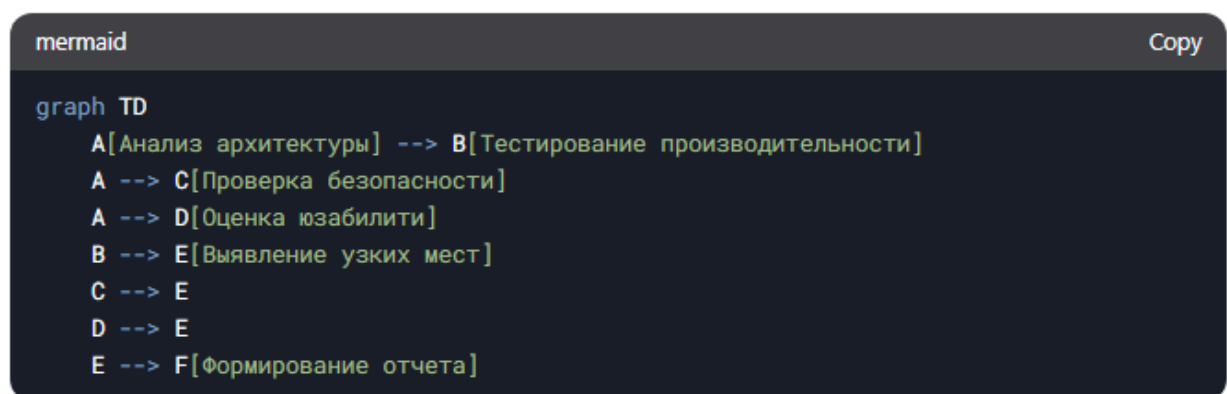 mermaid
Copy
graph TD
    A[Анализ архитектуры] --> B[Тестирование производительности]
    A --> C[Проверка безопасности]
    A --> D[Оценка юзабилити]
    B --> E[Выявление узких мест]
    C --> E
    D --> E
    E --> F[Формирование отчета]